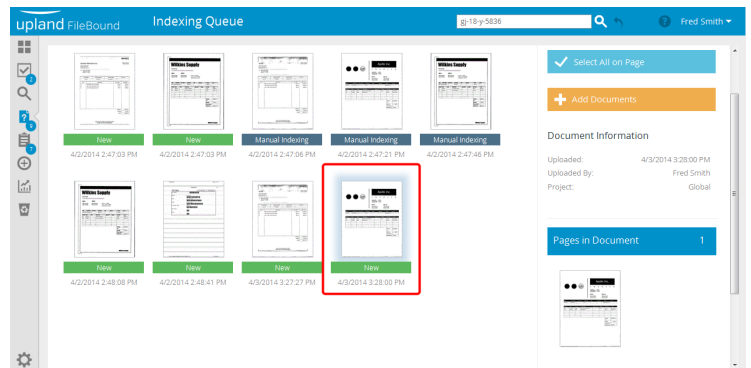 upland FileBound
Indexing Queue
gj-18-y-5836
Fred Smith
2
9
7
Wilkins Supply
New
New
Manual Indexing
Manual Indexing
Manual Indexing
4/2/2014 2:47:03 PM
4/2/2014 2:47:03 PM
4/2/2014 2:47:06 PM
4/2/2014 2:47:21 PM
4/2/2014 2:47:46 PM
Wilkins Supply
New
New
New
New
4/2/2014 2:48:08 PM
4/2/2014 2:48:41 PM
4/3/2014 3:27:27 PM
4/3/2014 3:28:00 PM
Select All on Page
Add Documents
Document Information
Uploaded: 4/3/2014 3:28:00 PM
Uploaded By: Fred Smith
Project: Global
Pages in Document 1